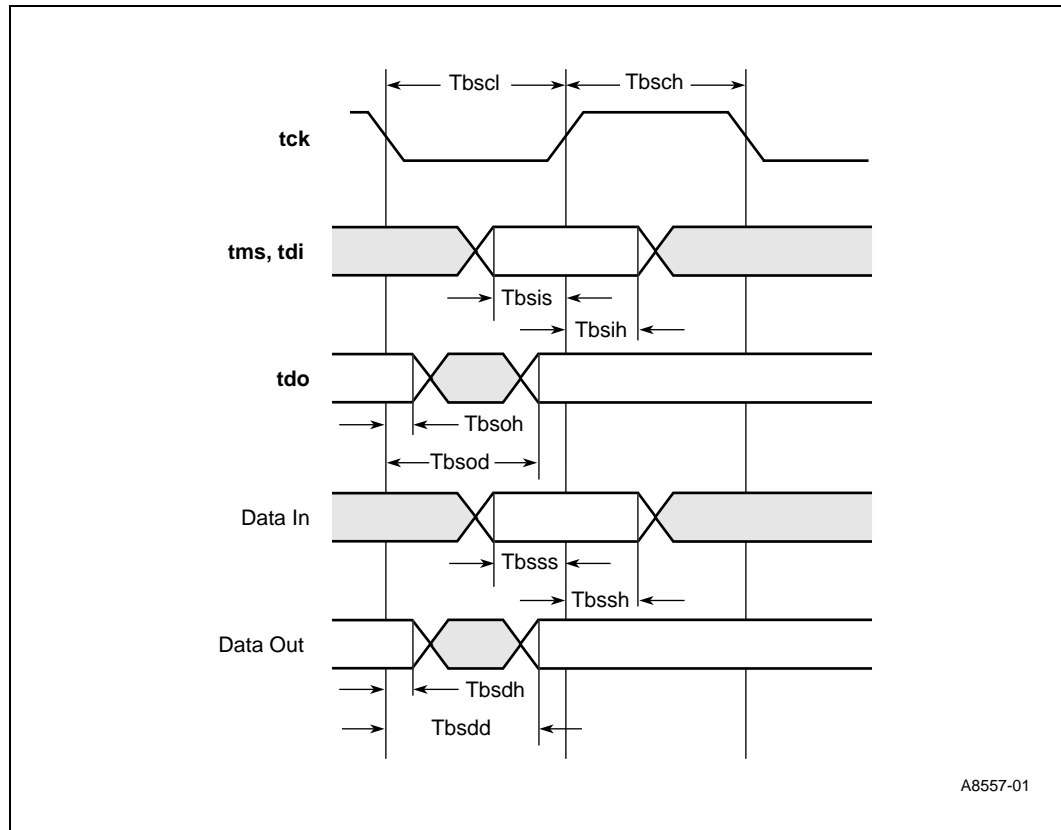 Tbscl
Tbsch
tck
tms, tdi
Tbsis
Tbsih
tdo
Tbsoh
Tbsod
Data In
Tbsss
Tbssh
Data Out
Tbsdh
Tbsdd
A8557-01